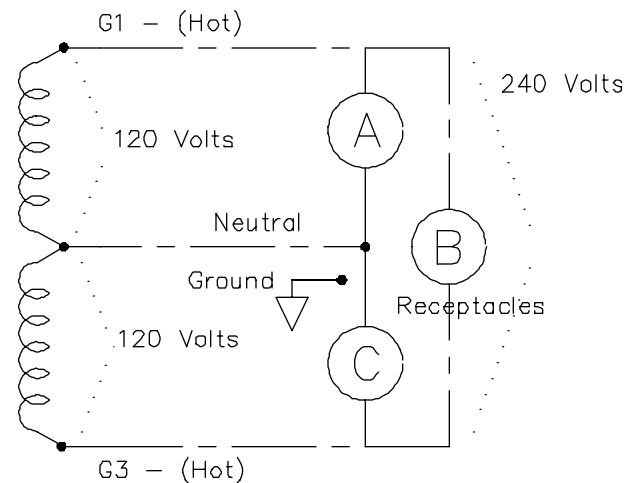 G1 - (Hot)
240 Volts
A
120 Volts
Neutral
B
Ground
Receptacles
120 Volts
C
G3 - (Hot)